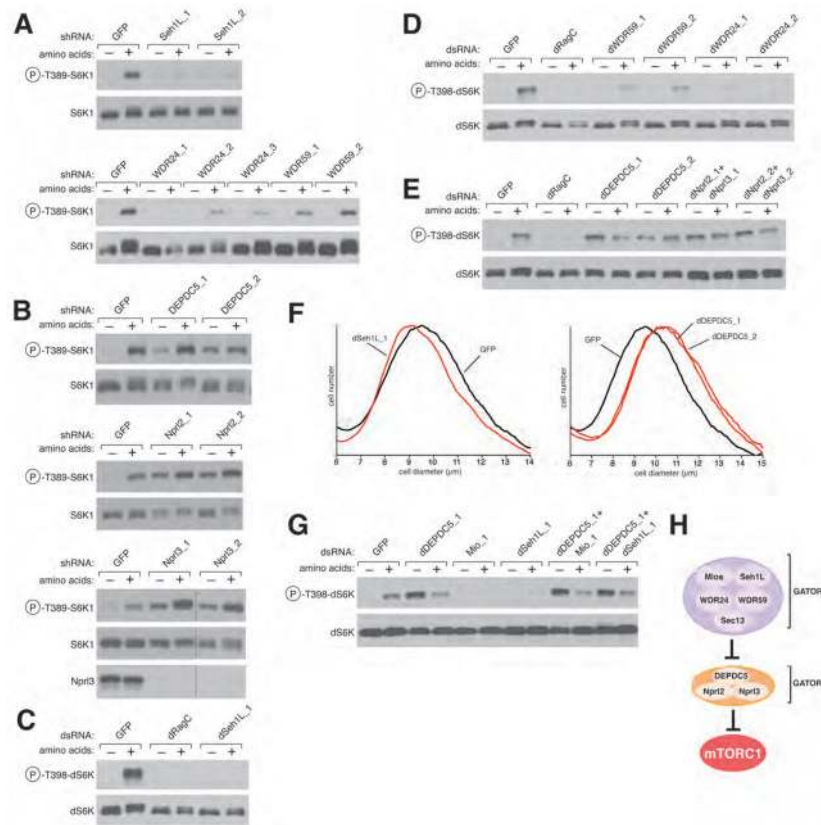 A
shRNA: GFP Seh1L_1 Seh1L_2
amino acids: – + – + – +
P-T389-S6K1
S6K1
shRNA: GFP WDR24_1 WDR24_2 WDR24_3 WDR59_1 WDR59_2
amino acids: – + – + – + – + – + – +
P-T389-S6K1
S6K1
B
shRNA: GFP DEPDC5_1 DEPDC5_2
amino acids: – + – + – +
P-T389-S6K1
S6K1
shRNA: GFP Nprl2_1 Nprl2_2
amino acids: – + – + – +
P-T389-S6K1
S6K1
shRNA: GFP Nprl3_1 Nprl3_2
amino acids: – + – + – +
P-T389-S6K1
S6K1
Nprl3
C
dsRNA: GFP dRagC dSeh1L_1
amino acids: – + – + – +
P-T398-dS6K
dS6K
D
dsRNA: GFP dRagC dWDR59_1 dWDR59_2 dWDR24_1 dWDR24_2
amino acids: – + – + – + – + – + – +
P-T398-dS6K
dS6K
E
dsRNA: GFP dRagC dDEPDC5_1 dDEPDC5_2 dNprl2_1+ dNprl3_1 dNprl2_2+ dNprl3_2
amino acids: – + – + – + – + – + – +
P-T398-dS6K
dS6K
F
dSeh1L_1
GFP
cell number
6 7 8 9 10 11 12 13 14
cell diameter (µm)
GFP
dDEPDC5_1
dDEPDC5_2
cell number
6 7 8 9 10 11 12 13 14 15
cell diameter (µm)
G
dsRNA: GFP dDEPDC5_1 Mio_1 dSeh1L_1 dDEPDC5_1+ Mio_1 dDEPDC5_1+ dSeh1L_1
amino acids: – + – + – + – + – + – +
P-T398-dS6K
dS6K
H
Mios Seh1L
WDR24 WDR59
Sec13
GATOR
DEPDC5
Nprl2 Nprl3
GATOR
mTORC1